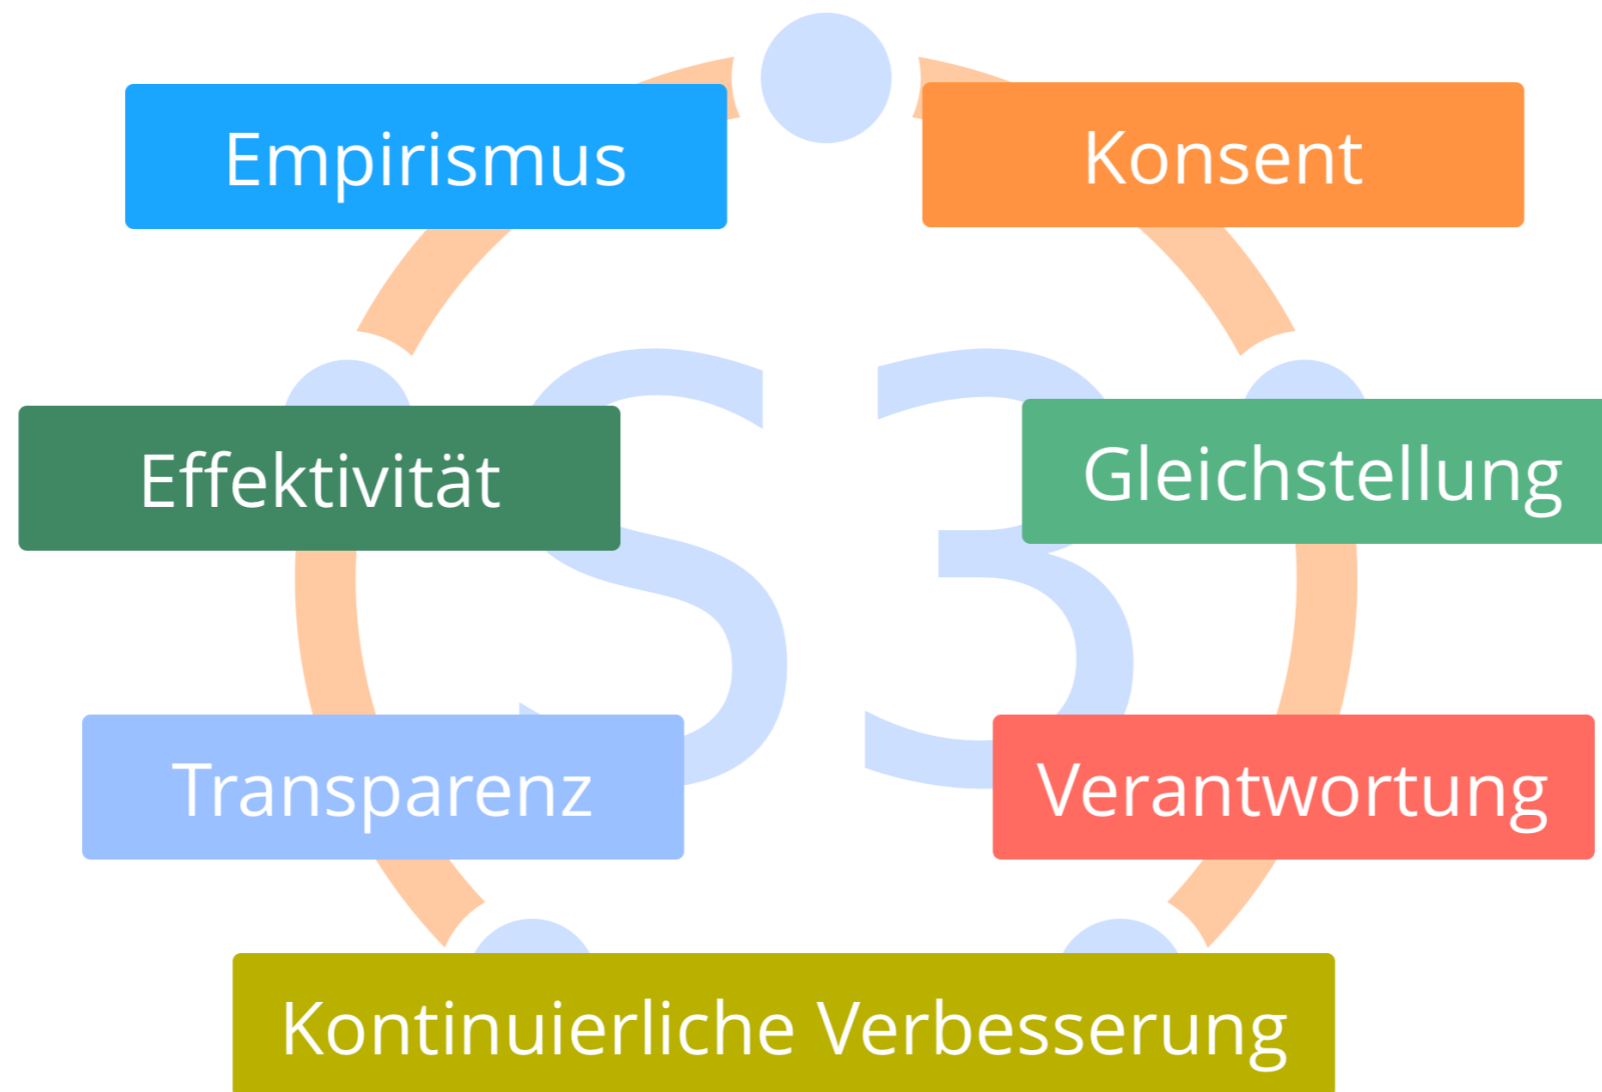 Empirismus
Konsent
S3
Effektivität
Gleichstellung
Transparenz
Verantwortung
Kontinuierliche Verbesserung